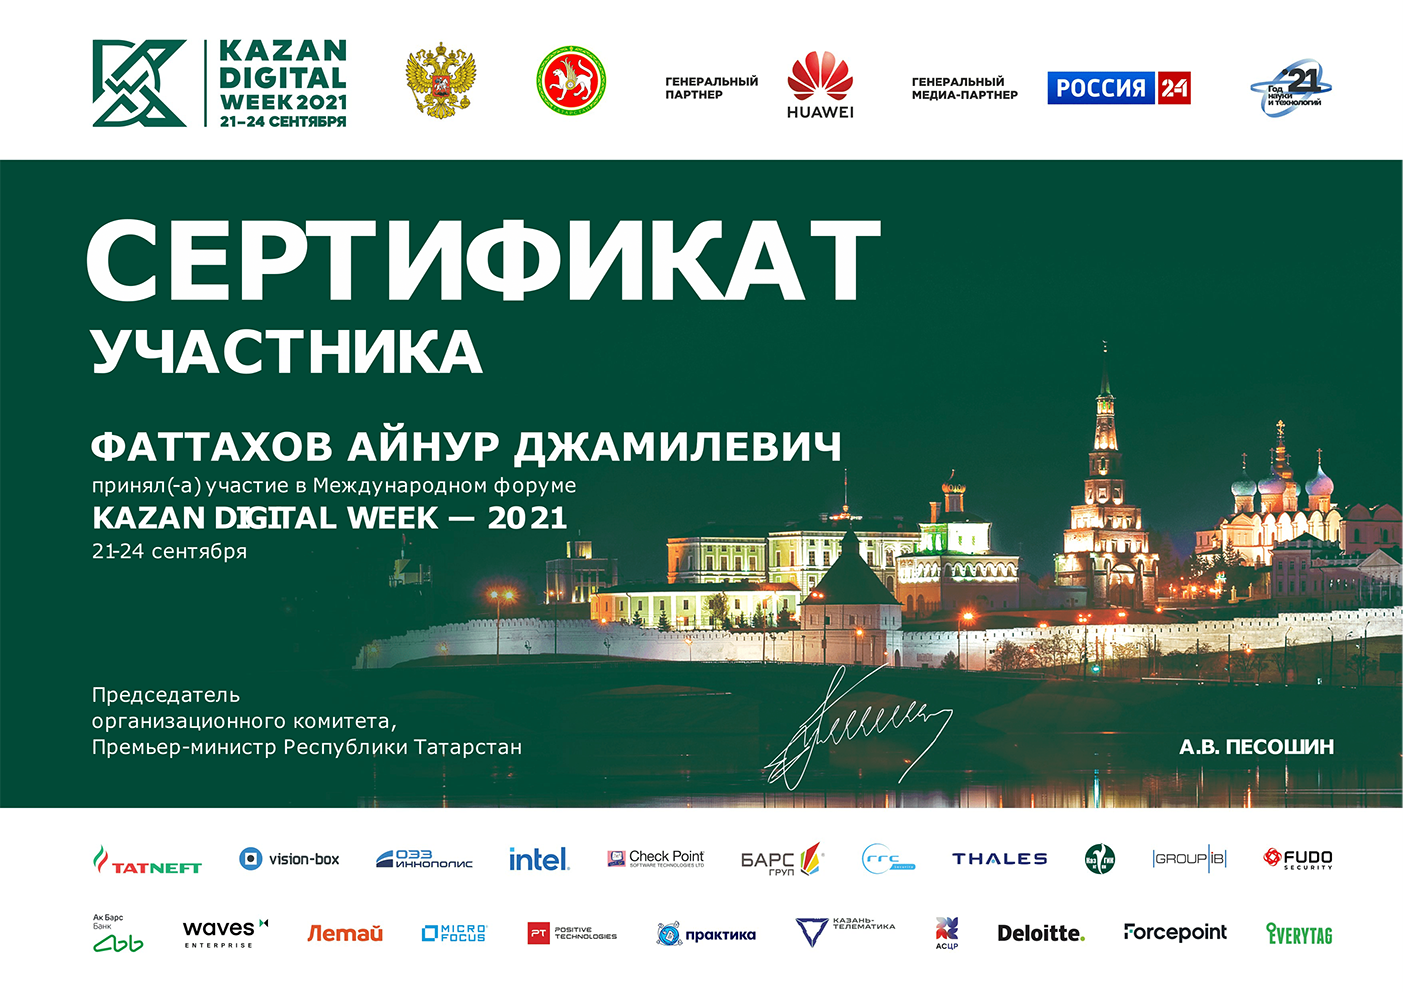 KAZAN
DIGITAL
WEEK 2021
21–24 СЕНТЯБРЯ
ГЕНЕРАЛЬНЫЙ
ПАРТНЕР
HUAWEI
ГЕНЕРАЛЬНЫЙ
МЕДИА-ПАРТНЕР
РОССИЯ 24
21
Год
науки
и технологий
СЕРТИФИКАТ
УЧАСТНИКА
ФАТТАХОВ АЙНУР ДЖАМИЛЕВИЧ
принял(-а) участие в Международном форуме
KAZAN DIGITAL WEEK — 2021
21-24 сентября
Председатель
организационного комитета,
Премьер-министр Республики Татарстан
А.В. ПЕСОШИН
TATNEFT
vision-box
ОЭЗ
ИННОПОЛИС
intel.
Check Point
SOFTWARE TECHNOLOGIES LTD
БАРС
ГРУП
rrc
THALES
GROUP IB
FUDO
SECURITY
Ак Барс
Банк
waves
ENTERPRISE
Летай
MICRO
FOCUS
PT
POSITIVE
TECHNOLOGIES
практика
КАЗАНЬ-
ТЕЛЕМАТИКА
АСЦР
Deloitte.
Forcepoint
EVERYTAG